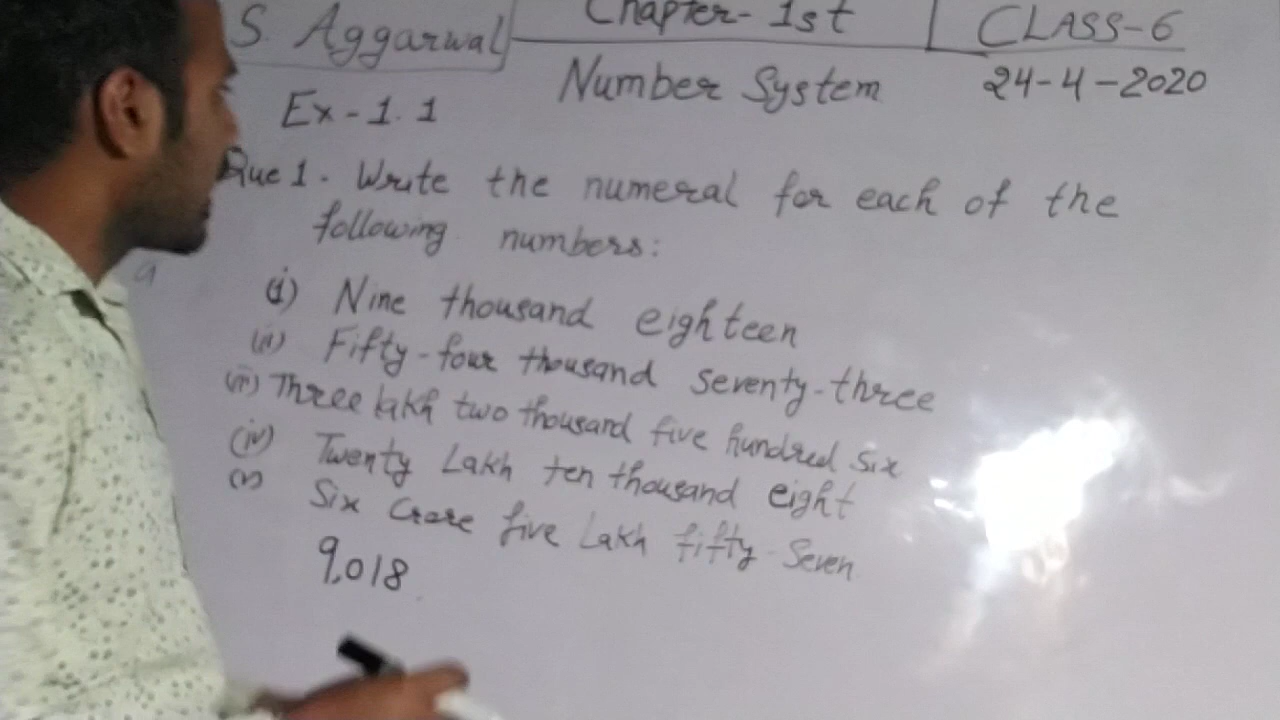 S. Aggarwal
Chapter- 1st
CLASS-6
Number System
24-4-2020
Ex-1.1
Que 1. Write the numeral for each of the
following numbers:
(i) Nine thousand eighteen
(ii) Fifty-four thousand seventy-three
(iii) Three lakh two thousand five hundred six
(iv) Twenty Lakh ten thousand eight
(v) Six Crore five Lakh fifty-Seven
9,018